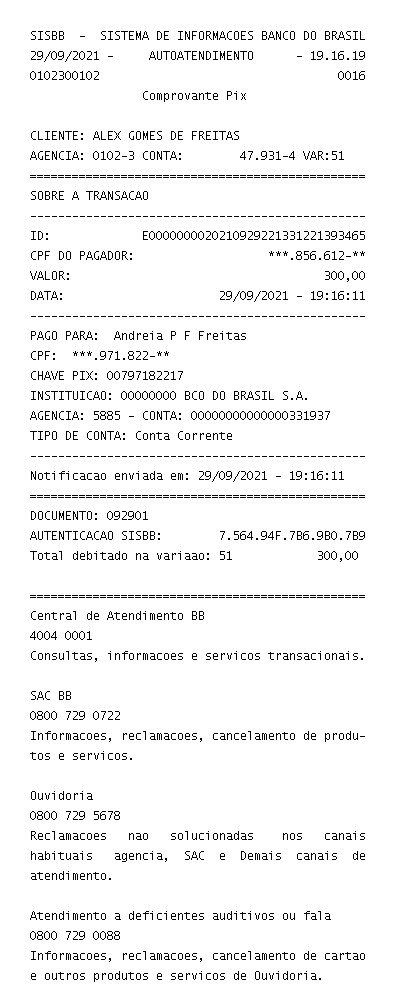 SISBB - SISTEMA DE INFORMACOES BANCO DO BRASIL
29/09/2021 - AUTOATENDIMENTO - 19.16.19
0102300102 0016
Comprovante Pix
CLIENTE: ALEX GOMES DE FREITAS
AGENCIA: 0102-3 CONTA: 47.931-4 VAR:51
================================================
SOBRE A TRANSACAO
------------------------------------------------
ID: E00000000202109292213312213934​65
CPF DO PAGADOR: ***.856.612-**
VALOR: 300,00
DATA: 29/09/2021 - 19:16:11
------------------------------------------------
PAGO PARA: Andreia P F Freitas
CPF: ***.971.822-**
CHAVE PIX: 00797182217
INSTITUICAO: 00000000 BCO DO BRASIL S.A.
AGENCIA: 5885 - CONTA: 00000000000000331937
TIPO DE CONTA: Conta Corrente
------------------------------------------------
Notificacao enviada em: 29/09/2021 - 19:16:11
================================================
DOCUMENTO: 092901
AUTENTICACAO SISBB: 7.564.94F.7B6.9B0.7B9
Total debitado na variaao: 51 300,00
================================================
Central de Atendimento BB
4004 0001
Consultas, informacoes e servicos transacionais.
SAC BB
0800 729 0722
Informacoes, reclamacoes, cancelamento de produ-
tos e servicos.
Ouvidoria
0800 729 5678
Reclamacoes nao solucionadas nos canais
habituais agencia, SAC e Demais canais de
atendimento.
Atendimento a deficientes auditivos ou fala
0800 729 0088
Informacoes, reclamacoes, cancelamento de cartao
e outros produtos e servicos de Ouvidoria.